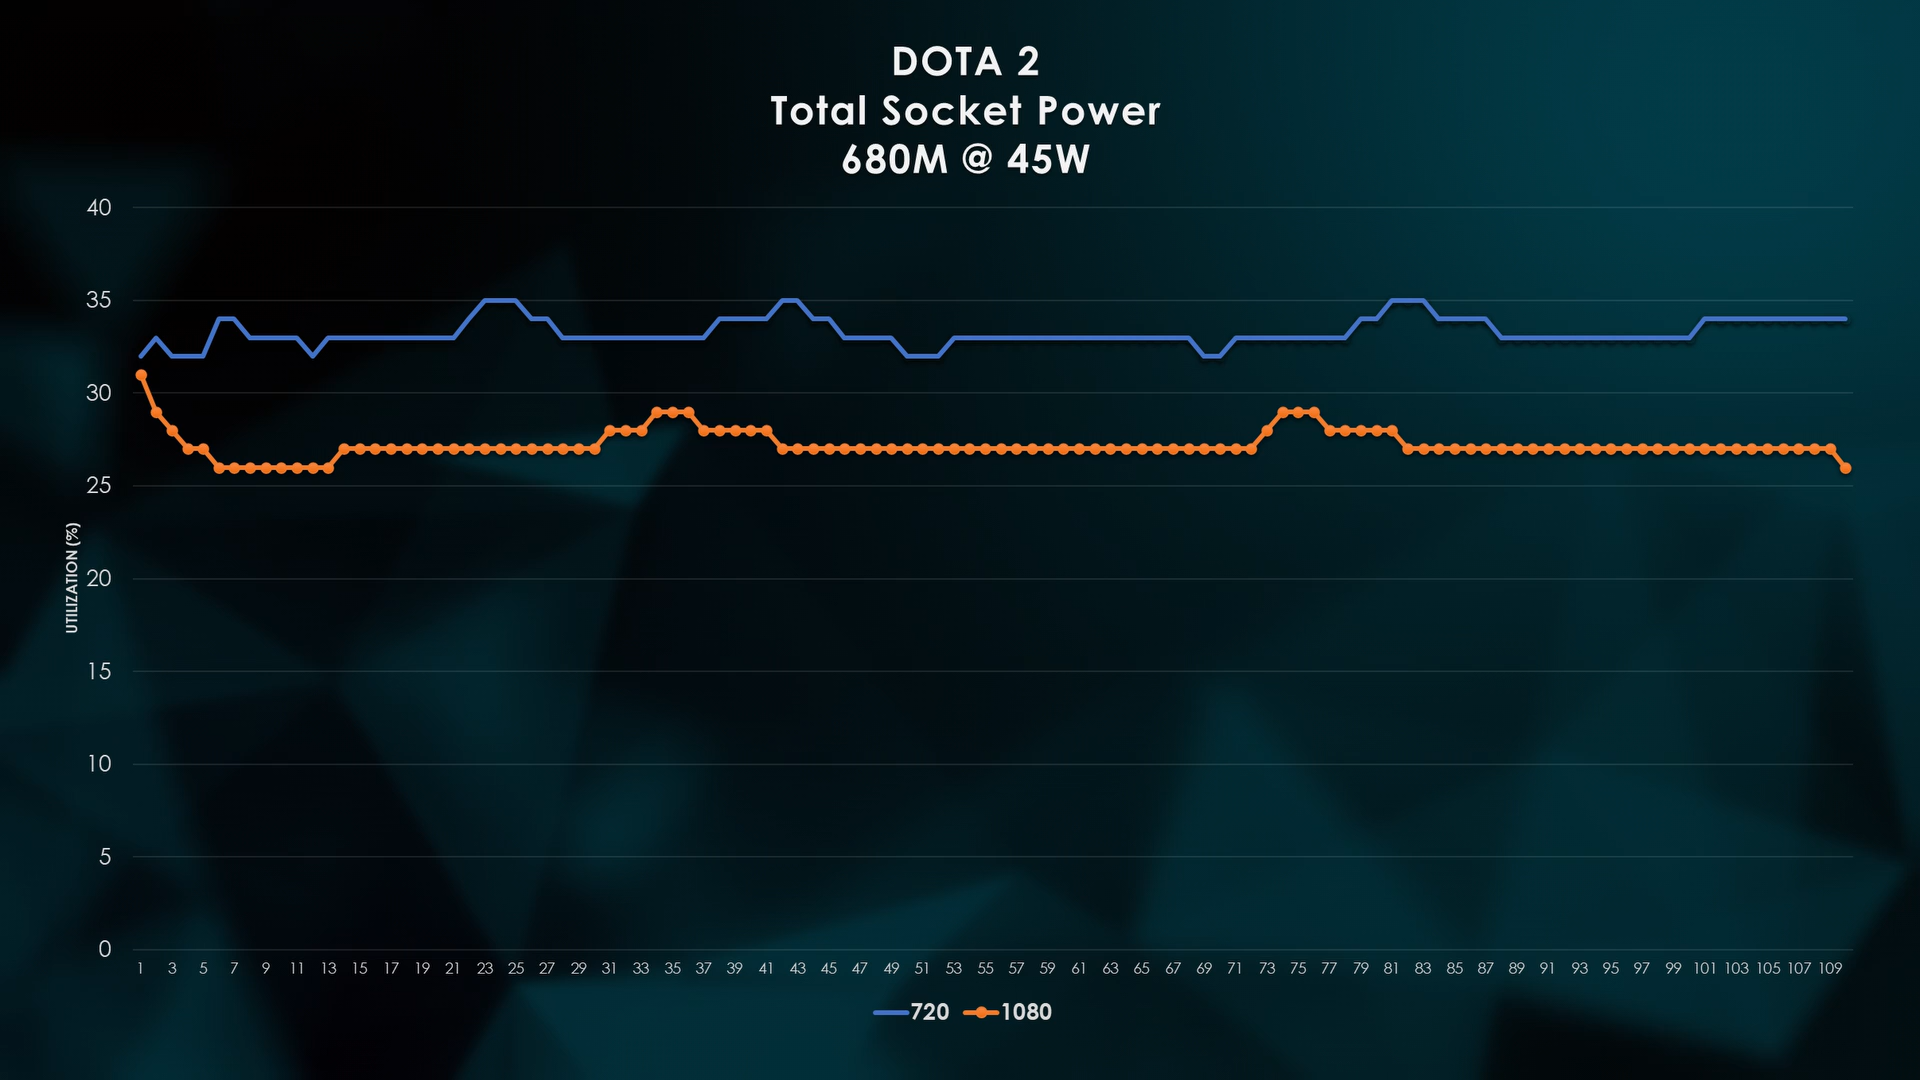 DOTA 2
Total Socket Power
680M @ 45W
UTILIZATION (%)
40
35
30
25
20
15
10
5
0
1 3 5 7 9 11 13 15 17 19 21 23 25 27 29 31 33 35 37 39 41 43 45 47 49 51 53 55 57 59 61 63 65 67 69 71 73 75 77 79 81 83 85 87 89 91 93 95 97 99 101 103 105 107 109
720 1080